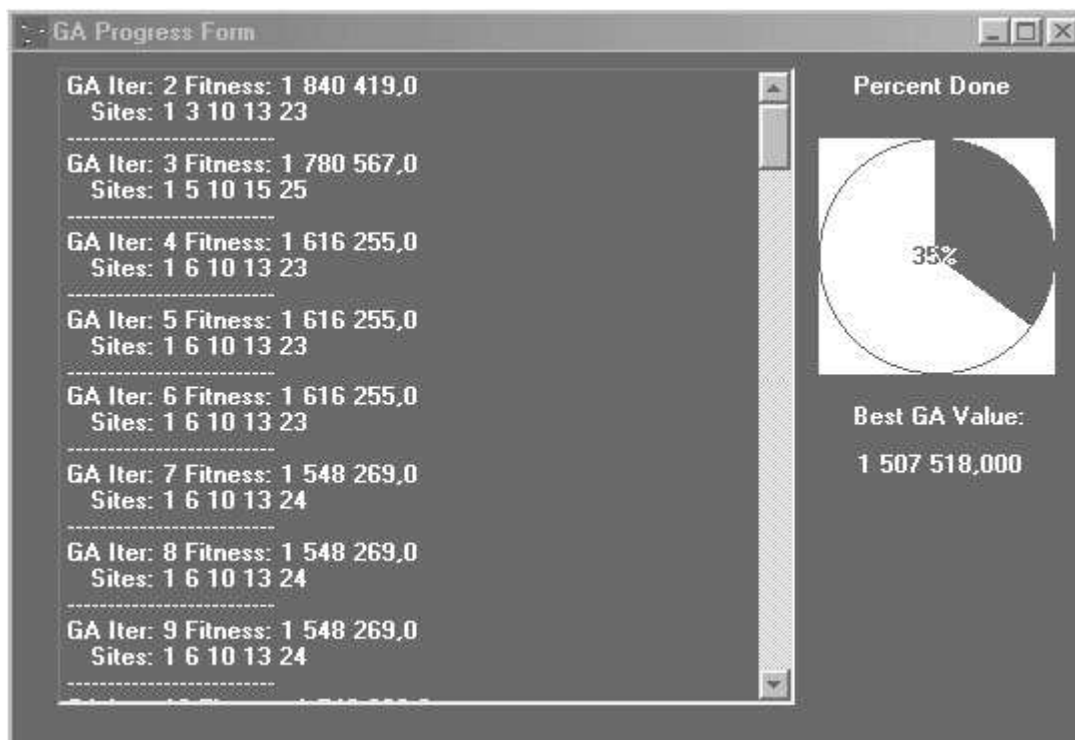 GA Progress Form
GA Iter: 2 Fitness: 1 840 419,0
Sites: 1 3 10 13 23
--------------------------
GA Iter: 3 Fitness: 1 780 567,0
Sites: 1 5 10 15 25
--------------------------
GA Iter: 4 Fitness: 1 616 255,0
Sites: 1 6 10 13 23
--------------------------
GA Iter: 5 Fitness: 1 616 255,0
Sites: 1 6 10 13 23
--------------------------
GA Iter: 6 Fitness: 1 616 255,0
Sites: 1 6 10 13 23
--------------------------
GA Iter: 7 Fitness: 1 548 269,0
Sites: 1 6 10 13 24
--------------------------
GA Iter: 8 Fitness: 1 548 269,0
Sites: 1 6 10 13 24
--------------------------
GA Iter: 9 Fitness: 1 548 269,0
Sites: 1 6 10 13 24
--------------------------
Percent Done
35%
Best GA Value:
1 507 518,000